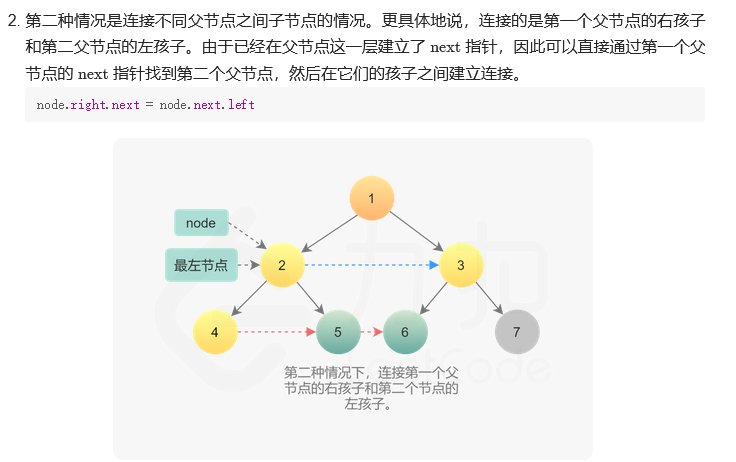 2. 第二种情况是连接不同父节点之间子节点的情况。更具体地说，连接的是第一个父节点的右孩子
和第二父节点的左孩子。由于已经在父节点这一层建立了 next 指针，因此可以直接通过第一个父
节点的 next 指针找到第二个父节点，然后在它们的孩子之间建立连接。
node.right.next = node.next.left
1
node
最左节点
2
3
4
5
6
7
第二种情况下，连接第一个父
节点的右孩子和第二个节点的
左孩子。
力扣
LeetCode